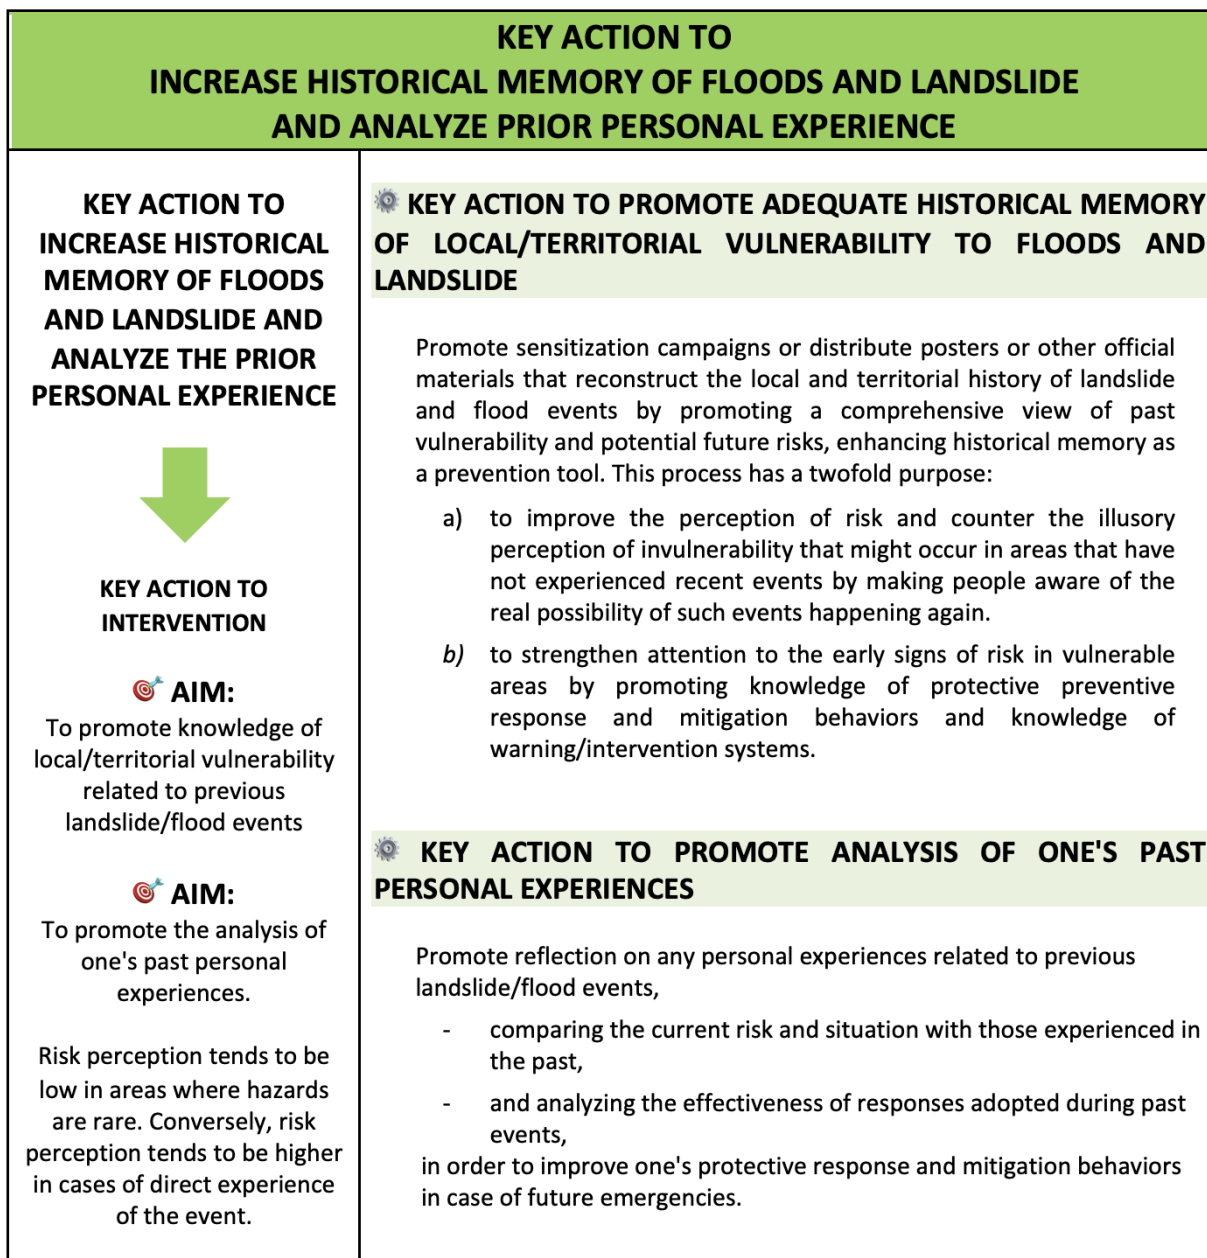 KEY ACTION TO
INCREASE HISTORICAL MEMORY OF FLOODS AND LANDSLIDE
AND ANALYZE PRIOR PERSONAL EXPERIENCE
KEY ACTION TO
INCREASE HISTORICAL
MEMORY OF FLOODS
AND LANDSLIDE AND
ANALYZE THE PRIOR
PERSONAL EXPERIENCE
KEY ACTION TO
INTERVENTION
AIM:
To promote knowledge of
local/territorial vulnerability
related to previous
landslide/flood events
AIM:
To promote the analysis of
one's past personal
experiences.
Risk perception tends to be
low in areas where hazards
are rare. Conversely, risk
perception tends to be higher
in cases of direct experience
of the event.
KEY ACTION TO PROMOTE ADEQUATE HISTORICAL MEMORY
OF LOCAL/TERRITORIAL VULNERABILITY TO FLOODS AND
LANDSLIDE
Promote sensitization campaigns or distribute posters or other official
materials that reconstruct the local and territorial history of landslide
and flood events by promoting a comprehensive view of past
vulnerability and potential future risks, enhancing historical memory as
a prevention tool. This process has a twofold purpose:
a) to improve the perception of risk and counter the illusory
perception of invulnerability that might occur in areas that have
not experienced recent events by making people aware of the
real possibility of such events happening again.
b) to strengthen attention to the early signs of risk in vulnerable
areas by promoting knowledge of protective preventive
response and mitigation behaviors and knowledge of
warning/intervention systems.
KEY ACTION TO PROMOTE ANALYSIS OF ONE'S PAST
PERSONAL EXPERIENCES
Promote reflection on any personal experiences related to previous
landslide/flood events,
- comparing the current risk and situation with those experienced in
the past,
- and analyzing the effectiveness of responses adopted during past
events,
in order to improve one's protective response and mitigation behaviors
in case of future emergencies.